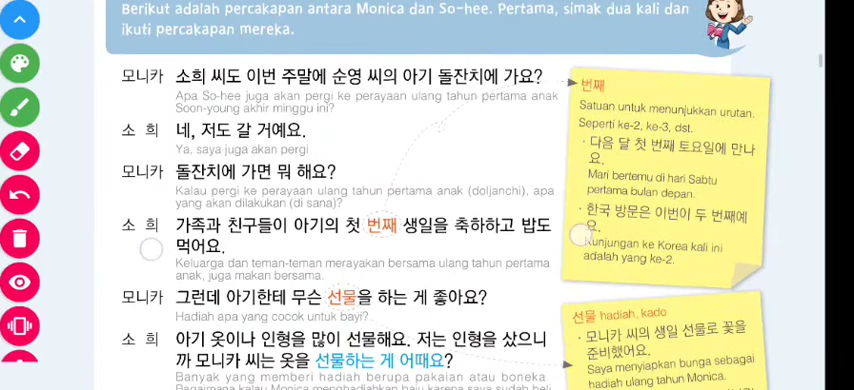 Berikut adalah percakapan antara Monica dan So-hee. Pertama, simak dua kali dan
ikuti percakapan mereka.
모니카 소희 씨도 이번 주말에 순영 씨의 아기 돌잔치에 가요?
Apa So-hee juga akan pergi ke perayaan ulang tahun pertama anak
Soon-young akhir minggu ini?
소 희 네, 저도 갈 거예요.
Ya, saya juga akan pergi
모니카 돌잔치에 가면 뭐 해요?
Kalau pergi ke perayaan ulang tahun pertama anak (doljanchi), apa
yang akan dilakukan (di sana)?
소 희 가족과 친구들이 아기의 첫 번째 생일을 축하하고 밥도
먹어요.
Keluarga dan teman-teman merayakan bersama ulang tahun pertama
anak, juga makan bersama.
모니카 그런데 아기한테 무슨 선물을 하는 게 좋아요?
Hadiah apa yang cocok untuk bayi?
소 희 아기 옷이나 인형을 많이 선물해요. 저는 인형을 샀으니
까 모니카 씨는 옷을 선물하는 게 어때요?
Banyak yang memberi hadiah berupa pakaian atau boneka
Bagaimana kalau Monica menghadiahkan baju karena saya sudah beli
번째
Satuan untuk menunjukkan urutan.
Seperti ke-2, ke-3, dst.
· 다음 달 첫 번째 토요일에 만나
요.
Mari bertemu di hari Sabtu
pertama bulan depan.
· 한국 방문은 이번이 두 번째예
요.
Kunjungan ke Korea kali ini
adalah yang ke-2.
선물 hadiah, kado
· 모니카 씨의 생일 선물로 꽃을
준비했어요.
Saya menyiapkan bunga sebagai
hadiah ulang tahun Monica.